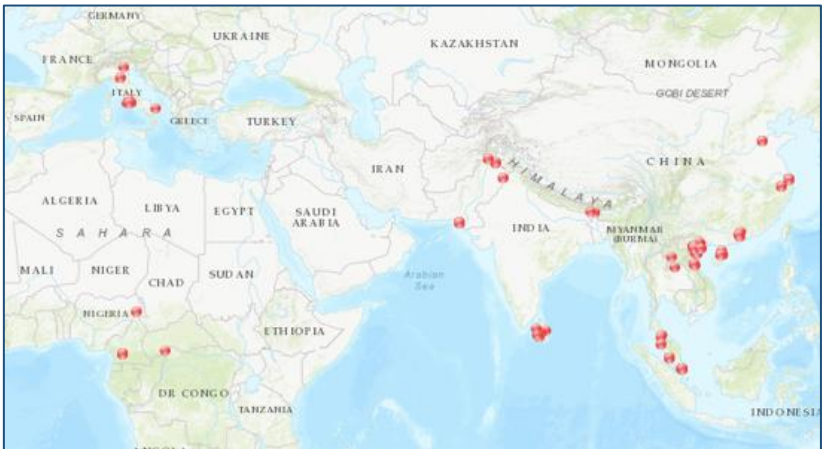 GERMANY
UKRAINE
KAZAKHSTAN
FRANCE
MONGOLIA
ITALY
GOBI DESERT
SPAIN
GREECE
TURKEY
CHINA
IRAN
HIMALAYA
ALGERIA
LIBYA
EGYPT
SAUDI
ARABIA
INDIA
MYANMAR
(BURMA)
SAHARA
MALI
NIGER
CHAD
SUDAN
Arabian
Sea
NIGERIA
ETHIOPIA
DR CONGO
TANZANIA
INDONESIA